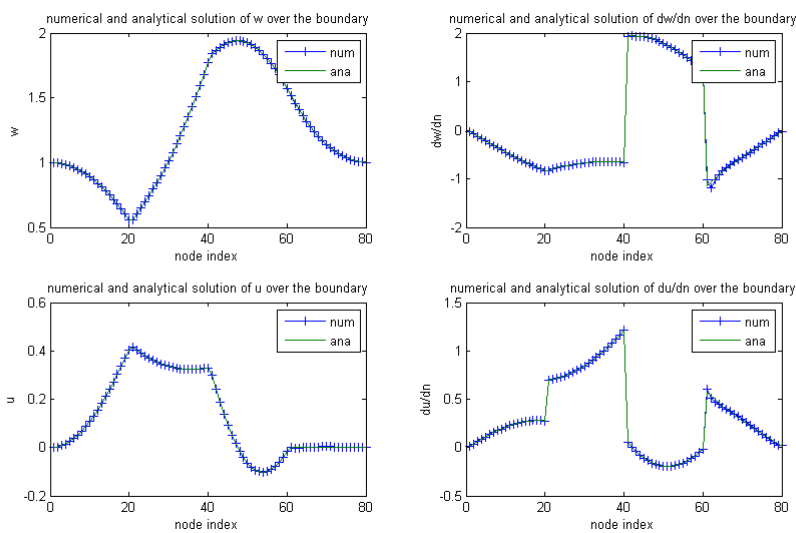 numerical and analytical solution of w over the boundary
2
1.5
1
0.5
w
0
20
40
60
80
node index
num
ana
numerical and analytical solution of dw/dn over the boundary
2
1
0
-1
-2
dw/dn
0
20
40
60
80
node index
num
ana
numerical and analytical solution of u over the boundary
0.6
0.4
0.2
0
-0.2
u
0
20
40
60
80
node index
num
ana
numerical and analytical solution of du/dn over the boundary
1.5
1
0.5
0
-0.5
du/dn
0
20
40
60
80
node index
num
ana